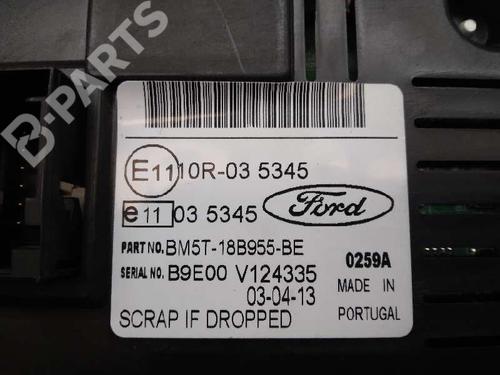 B-PARTS
E11 10R-03 5345
e 11 03 5345
Ford
PART NO. BM5T-18B955-BE
SERIAL NO. B9E00 V124335
0259A
03-04-13
MADE IN
PORTUGAL
SCRAP IF DROPPED